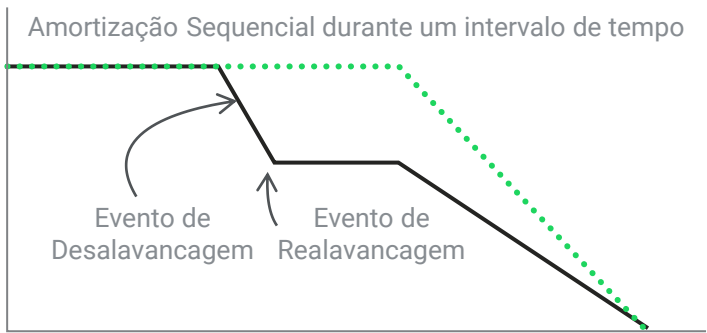 Amortização Sequencial durante um intervalo de tempo
Evento de
Desalavancagem
Evento de
Realavancagem